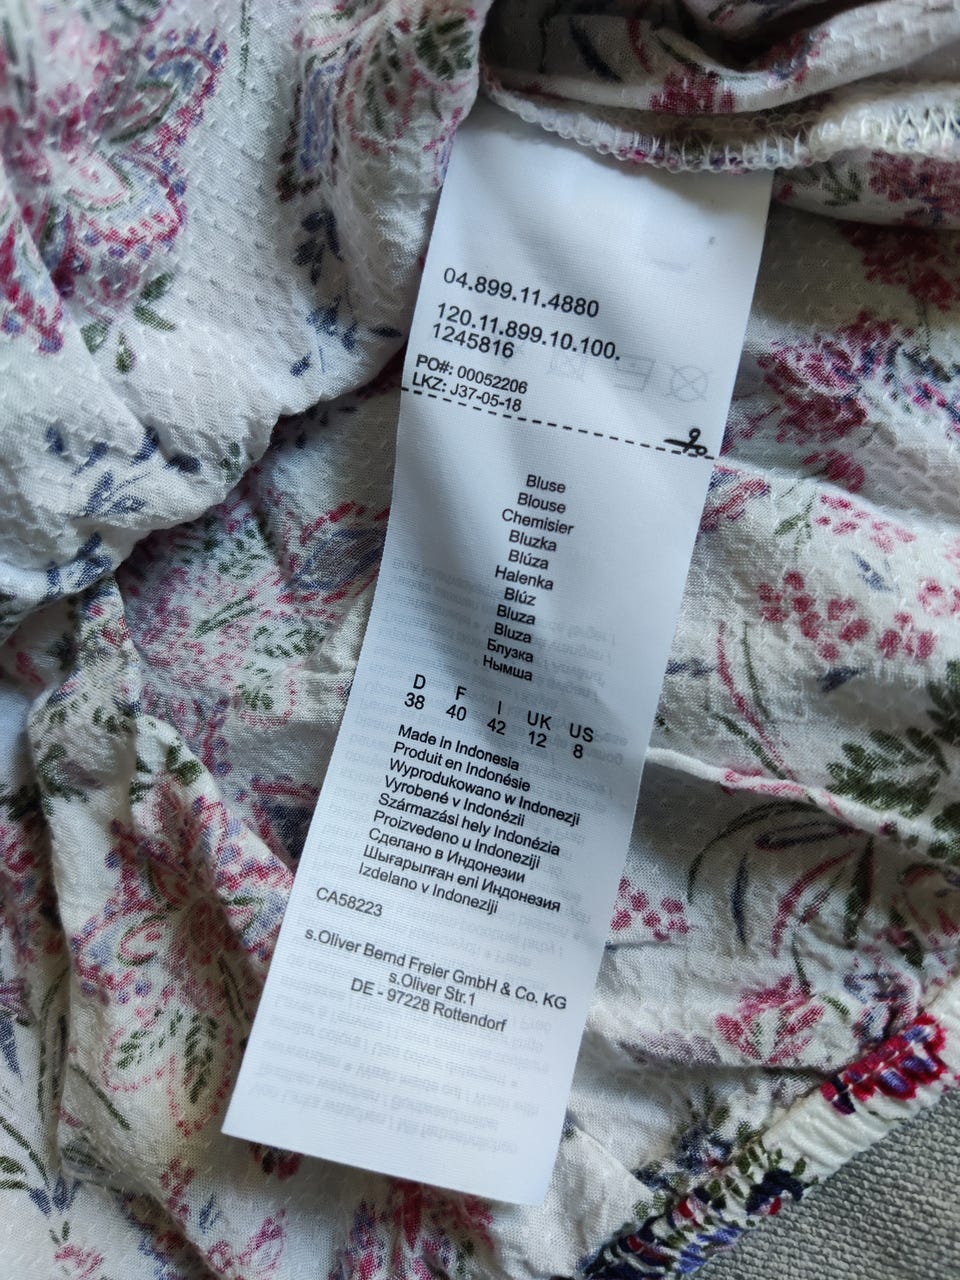 04.899.11.4880
120.11.899.10.100.
1245816
PO#: 00052206
LKZ: J37-05-18
Bluse
Blouse
Chemisier
Bluzka
Blúza
Halenka
Blúz
Bluza
Bluza
Блузка
Нымша
D F I UK US
38 40 42 12 8
Made in Indonesia
Produit en Indonésie
Wyprodukowano w Indonezji
Vyrobené v Indonézii
Származási hely Indonézia
Proizvedeno u Indoneziji
Сделано в Индонезии
Шығарылған елі Индонезия
Izdelano v Indoneziji
CA58223
s.Oliver Bernd Freier GmbH & Co. KG
s.Oliver Str.1
DE - 97228 Rottendorf